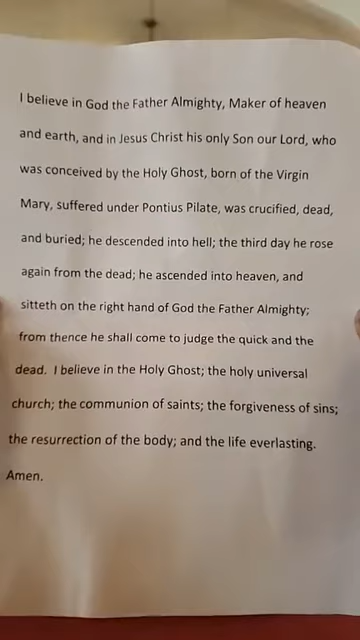 I believe in God the Father Almighty, Maker of heaven
and earth, and in Jesus Christ his only Son our Lord, who
was conceived by the Holy Ghost, born of the Virgin
Mary, suffered under Pontius Pilate, was crucified, dead,
and buried; he descended into hell; the third day he rose
again from the dead; he ascended into heaven, and
sitteth on the right hand of God the Father Almighty;
from thence he shall come to judge the quick and the
dead.  I believe in the Holy Ghost; the holy universal
church; the communion of saints; the forgiveness of sins;
the resurrection of the body; and the life everlasting.
Amen.